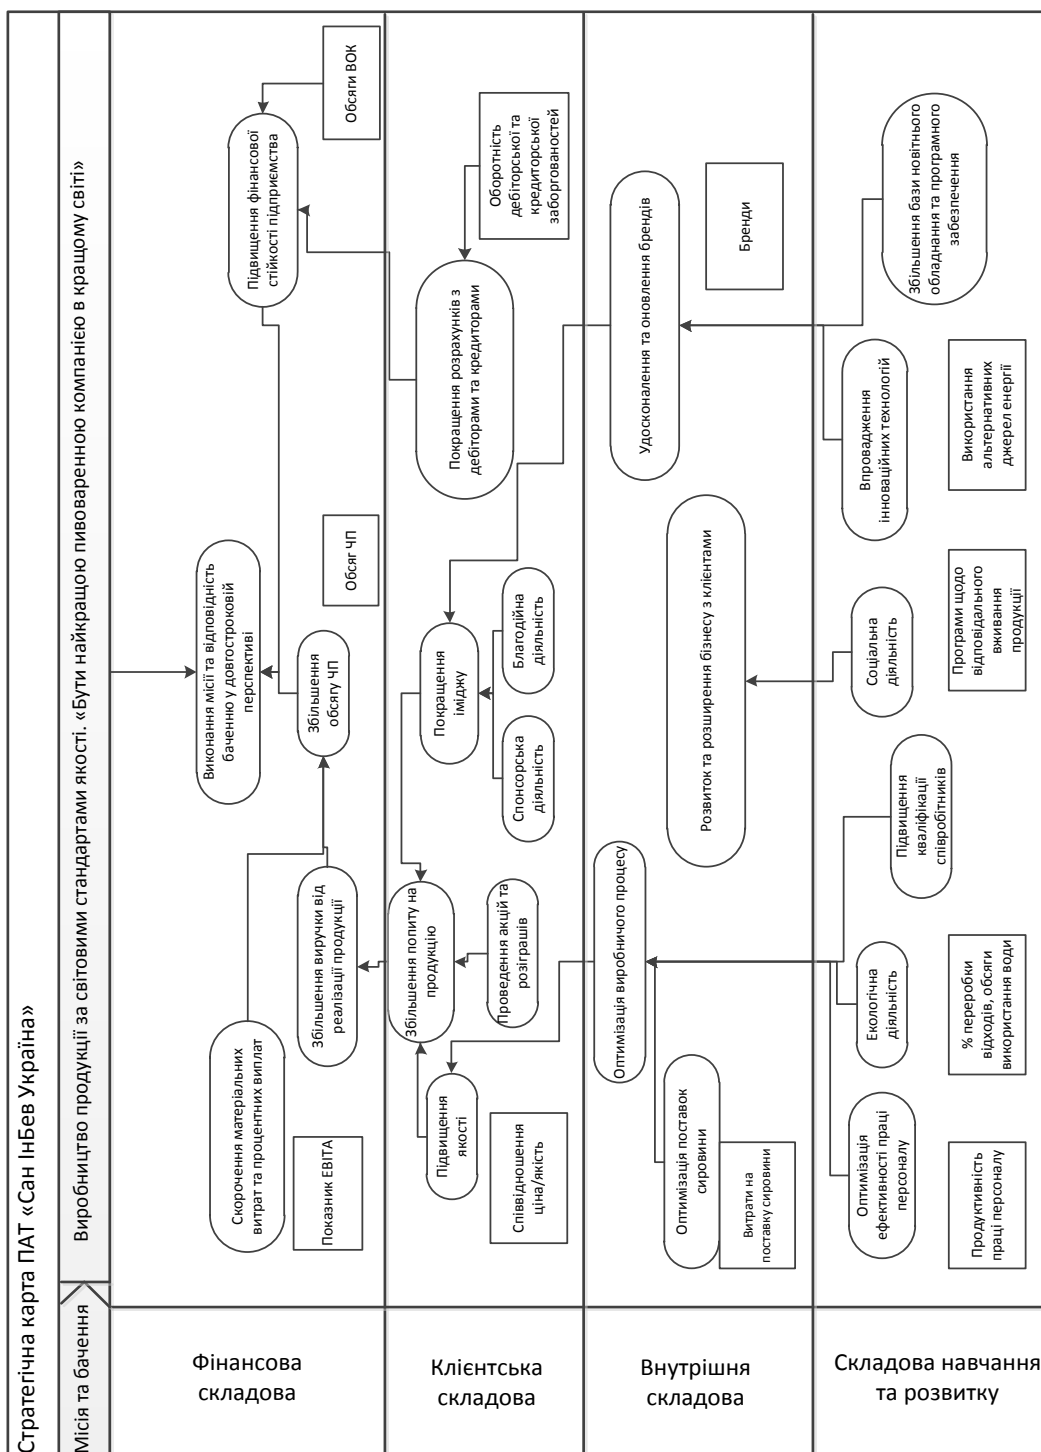 Стратегічна карта ПАТ «Сан ІнБев Україна»
Місія та бачення
Виробництво продукції за світовими стандартами якості. «Бути найкращою пивоваренною компанією в кращому світі»
Фінансова
складова
Виконання місії та відповідність
баченню у довгостроковій
перспективі
Підвищення фінансової
стійкості підприємства
Скорочення матеріальних
витрат та процентних виплат
Збільшення виручки від
реалізації продукції
Збільшення
обсягу ЧП
Показник EBITA
Обсяг ЧП
Обсяги ВОК
Клієнтська
складова
Підвищення
якості
Збільшення попиту на
продукцію
Покращення
іміджу
Покращення розрахунків з
дебіторами та кредиторами
Співвідношення
ціна/якість
Проведення акцій та
розіграшів
Спонсорська
діяльність
Благодійна
діяльність
Оборотність
дебіторської та
кредиторської
заборгованостей
Внутрішня
складова
Оптимізація виробничого процесу
Удосконалення та оновлення брендів
Оптимізація поставок
сировини
Розвиток та розширення бізнесу з клієнтами
Витрати на
поставку сировини
Бренди
Складова навчання
та розвитку
Оптимізація
ефективності праці
персоналу
Екологічна
діяльність
Підвищення
кваліфікації
співробітників
Соціальна
діяльність
Впровадження
інноваційних технологій
Збільшення бази новітнього
обладнання та програмного
забезпечення
Продуктивність
праці персоналу
% переробки
відходів, обсяги
використання води
Програми щодо
відповідального
вживання
продукції
Використання
альтернативних
джерел енергії